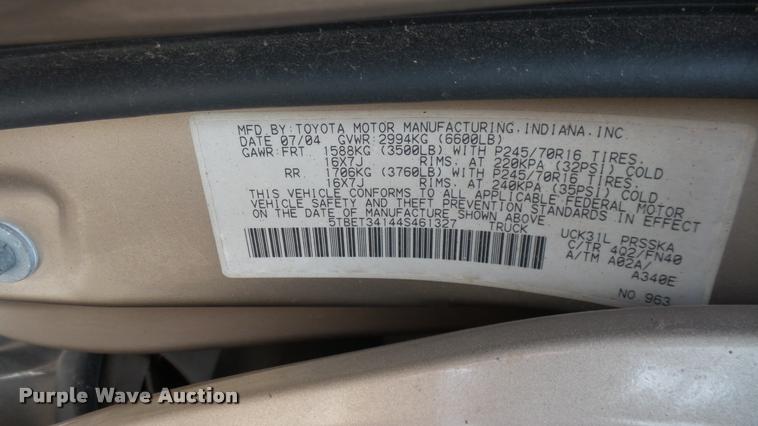 MFD BY: TOYOTA MOTOR MANUFACTURING, INDIANA, INC.
DATE 07/04 GVWR: 2994KG (6600LB)
GAWR: FRT 1588KG (3500LB) WITH P245/70R16 TIRES.
16X7J RIMS. AT 220KPA (32PSI) COLD
RR. 1706KG (3760LB) WITH P245/70R16 TIRES.
16X7J RIMS. AT 240KPA (35PSI) COLD
THIS VEHICLE CONFORMS TO ALL APPLICABLE FEDERAL MOTOR
VEHICLE SAFETY AND THEFT PREVENTION STANDARDS IN EFFECT
ON THE DATE OF MANUFACTURE SHOWN ABOVE
5TBET34144S461327 TRUCK
UCK31L PRSSKA
C/TR 4Q2/FN40
A/TM A02A/
A340E
NO 963
Purple Wave Auction®